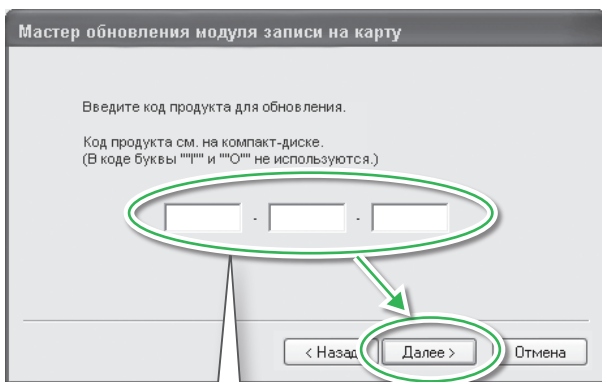 Мастер обновления модуля записи на карту
Введите код продукта для обновления.
Код продукта см. на компакт-диске.
(В коде буквы ""I"" и ""O"" не используются.)
- -
< Назад Далее > Отмена